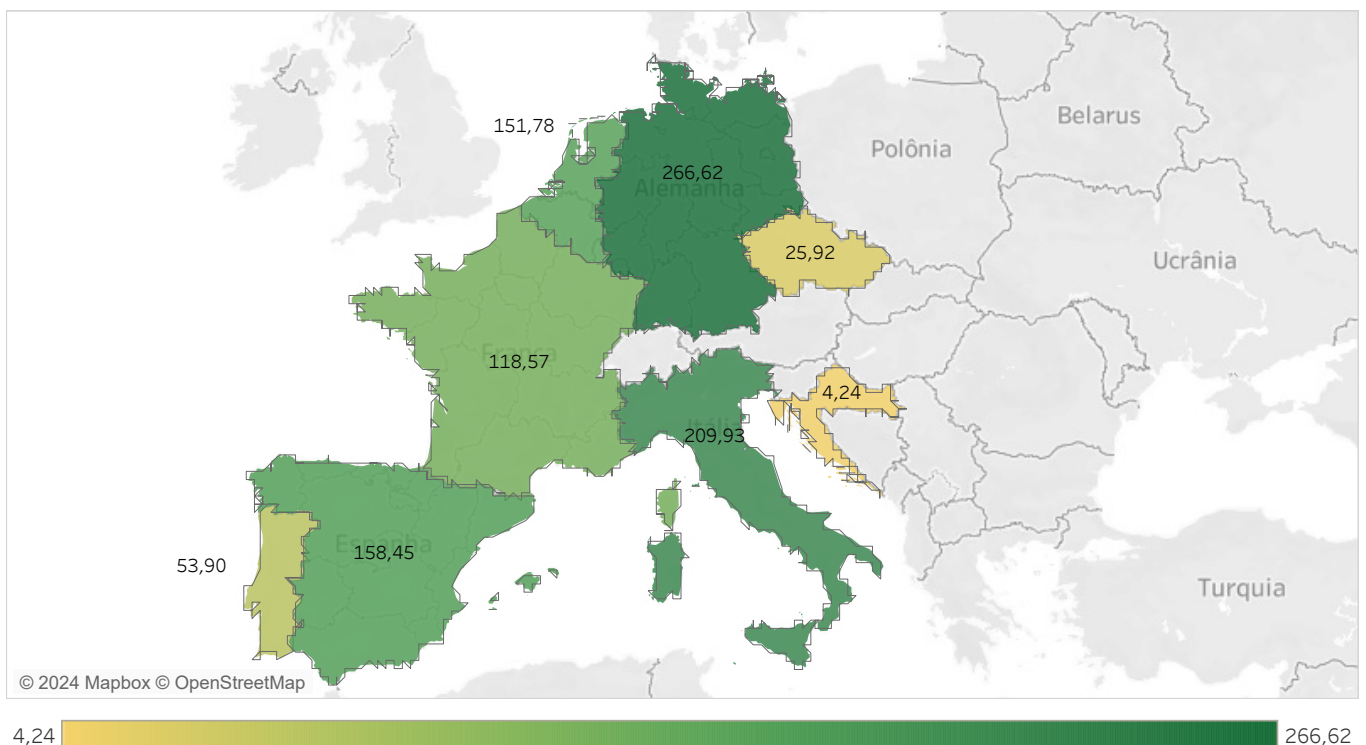 Belarus
151,78
Polônia
266,62
Alemanha
25,92
Ucrânia
França
118,57
4,24
Itália
209,93
Espanha
158,45
53,90
Turquia
© 2024 Mapbox © OpenStreetMap
4,24
266,62